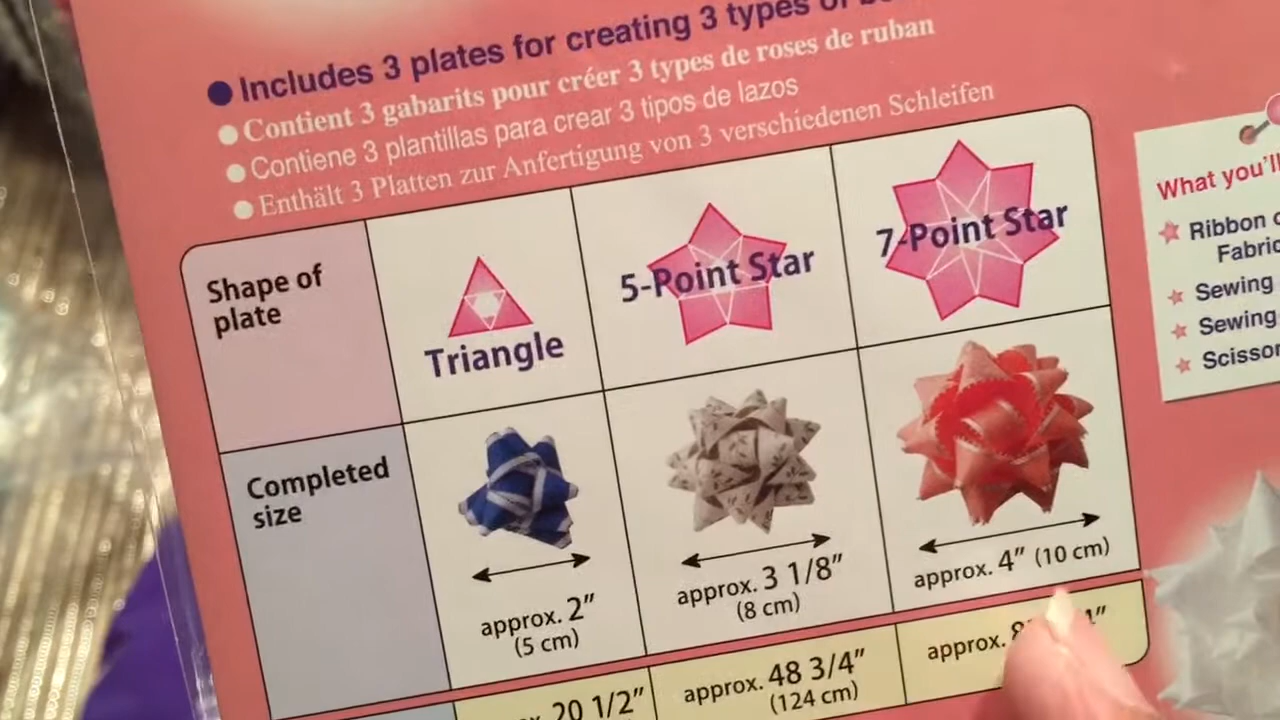 Includes 3 plates for creating 3 types of
Contient 3 gabarits pour créer 3 types de roses de ruban
Contiene 3 plantillas para crear 3 tipos de lazos
Enthält 3 Platten zur Anfertigung von 3 verschiedenen Schleifen
Shape of
plate
Triangle
5-Point Star
7-Point Star
Completed
size
approx. 2"
(5 cm)
approx. 3 1/8"
(8 cm)
approx. 4" (10 cm)
20 1/2"
approx. 48 3/4"
(124 cm)
approx.
What you'll
Ribbon
Sewing
Sewing